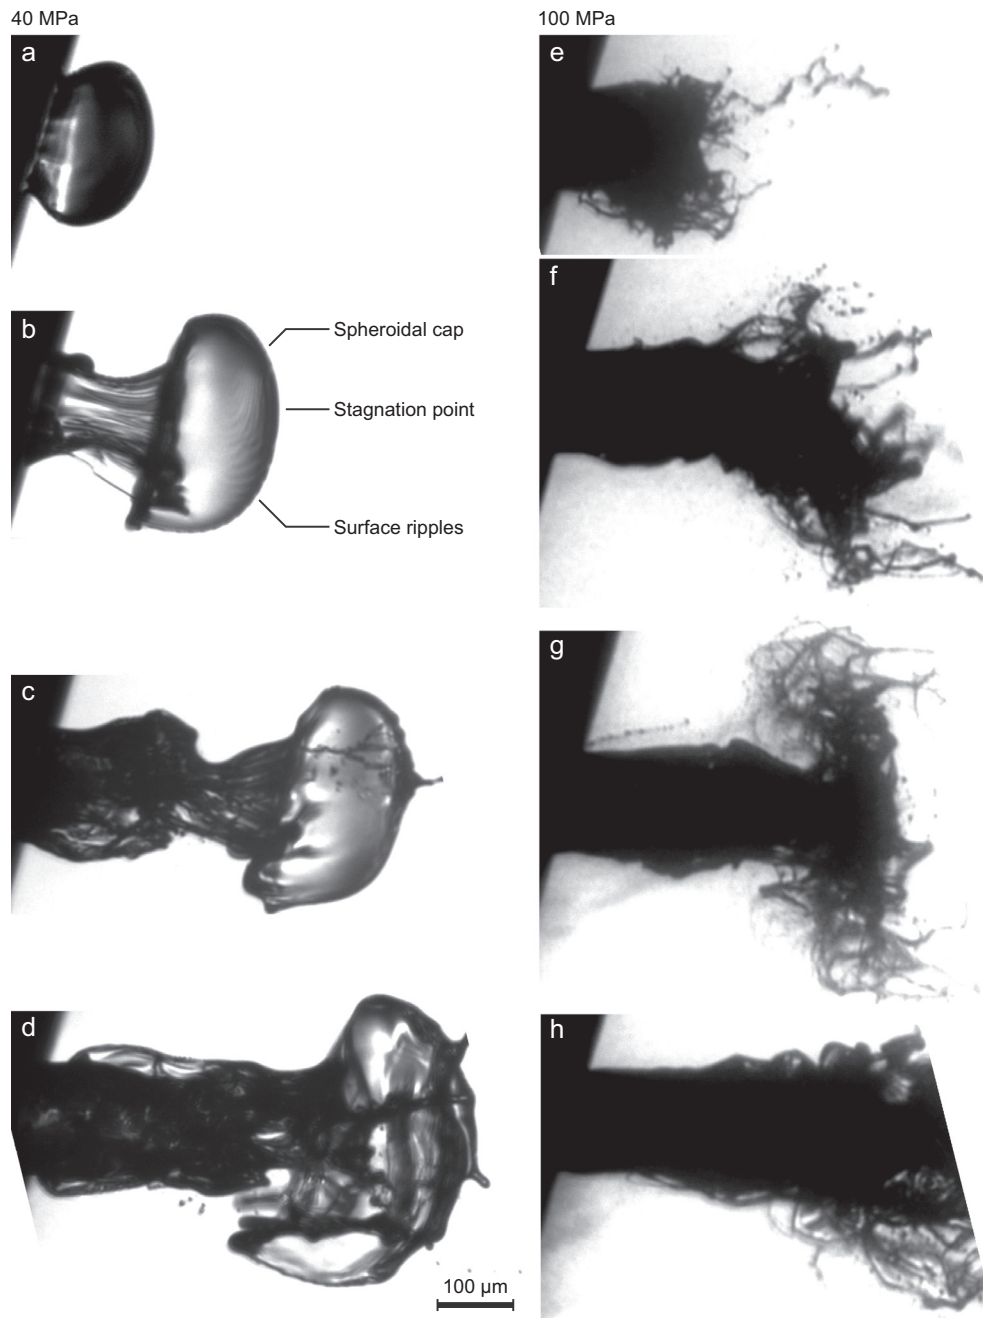 40 MPa
100 MPa
a
e
b
f
Spheroidal cap
Stagnation point
Surface ripples
c
g
d
h
100 µm